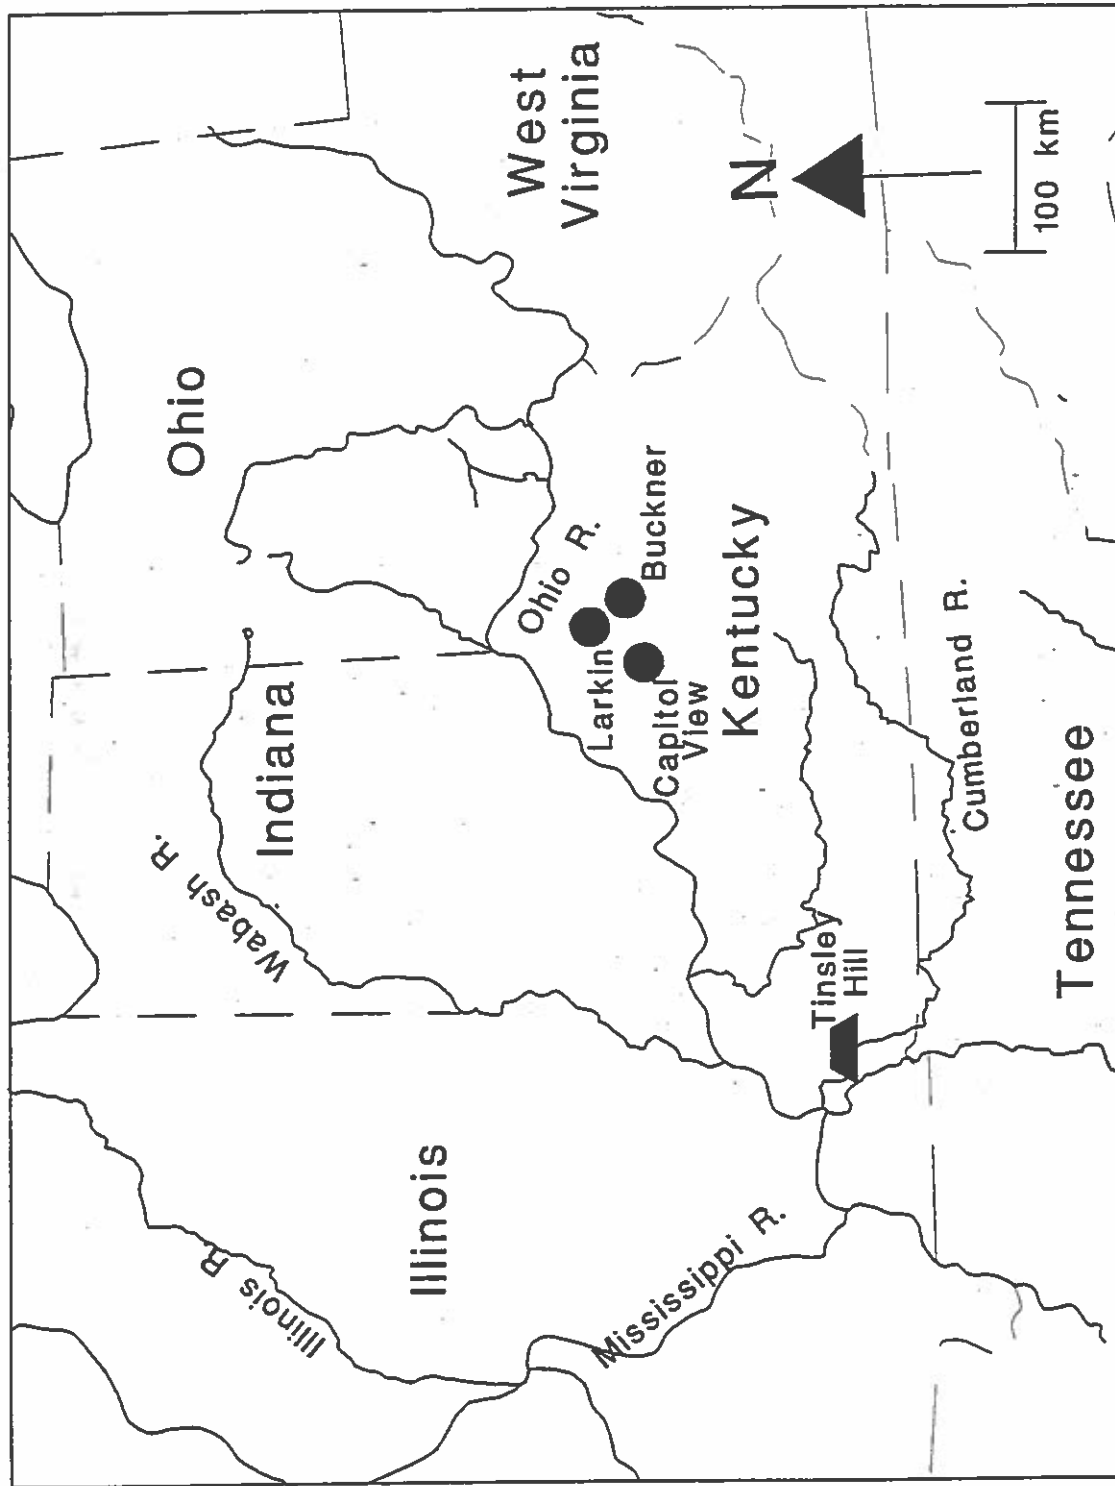 Illinois R.
Illinois
Mississippi R.
Wabash R.
Indiana
Ohio
West
Virginia
Ohio R.
Larkin
Buckner
Capitol
View
Kentucky
Tinsley
Hill
Cumberland R.
Tennessee
N
100 km